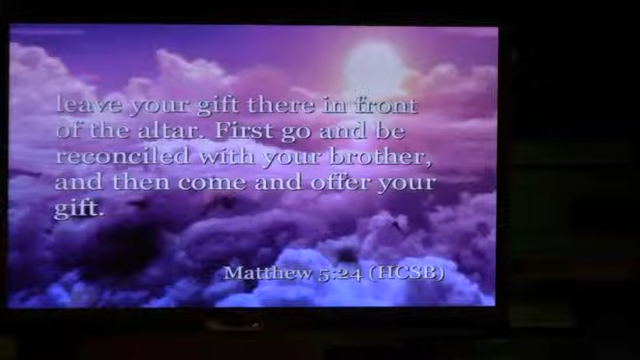 leave your gift there in front
of the altar. First go and be
reconciled with your brother,
and then come and offer your
gift.
Matthew 5:24 (HCSB)